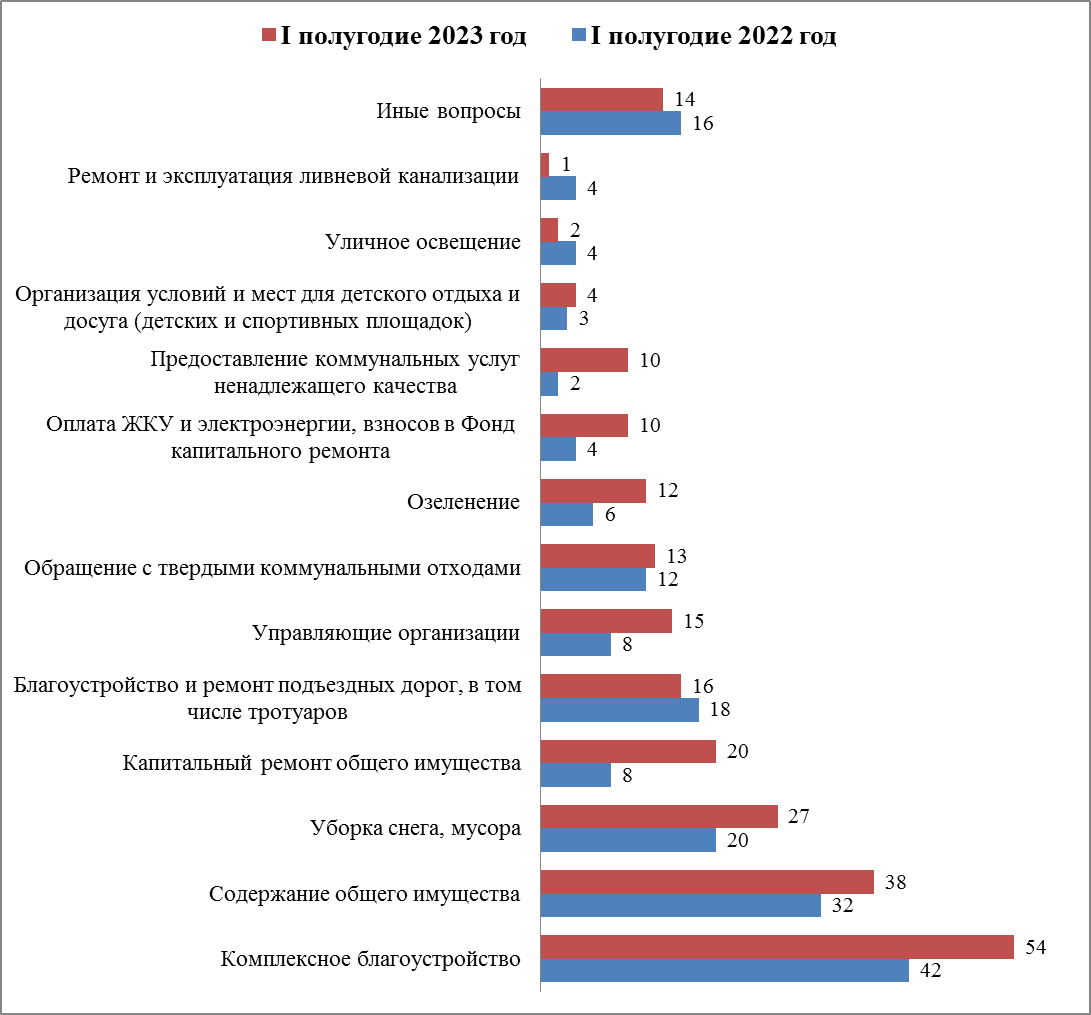 I полугодие 2023 год I полугодие 2022 год
Иные вопросы
14
16
Ремонт и эксплуатация ливневой канализации
1
4
Уличное освещение
2
4
Организация условий и мест для детского отдыха и
досуга (детских и спортивных площадок)
4
3
Предоставление коммунальных услуг
ненадлежащего качества
10
2
Оплата ЖКУ и электроэнергии, взносов в Фонд
капитального ремонта
10
4
Озеленение
12
6
Обращение с твердыми коммунальными отходами
13
12
Управляющие организации
15
8
Благоустройство и ремонт подъездных дорог, в том
числе тротуаров
16
18
Капитальный ремонт общего имущества
20
8
Уборка снега, мусора
27
20
Содержание общего имущества
38
32
Комплексное благоустройство
54
42